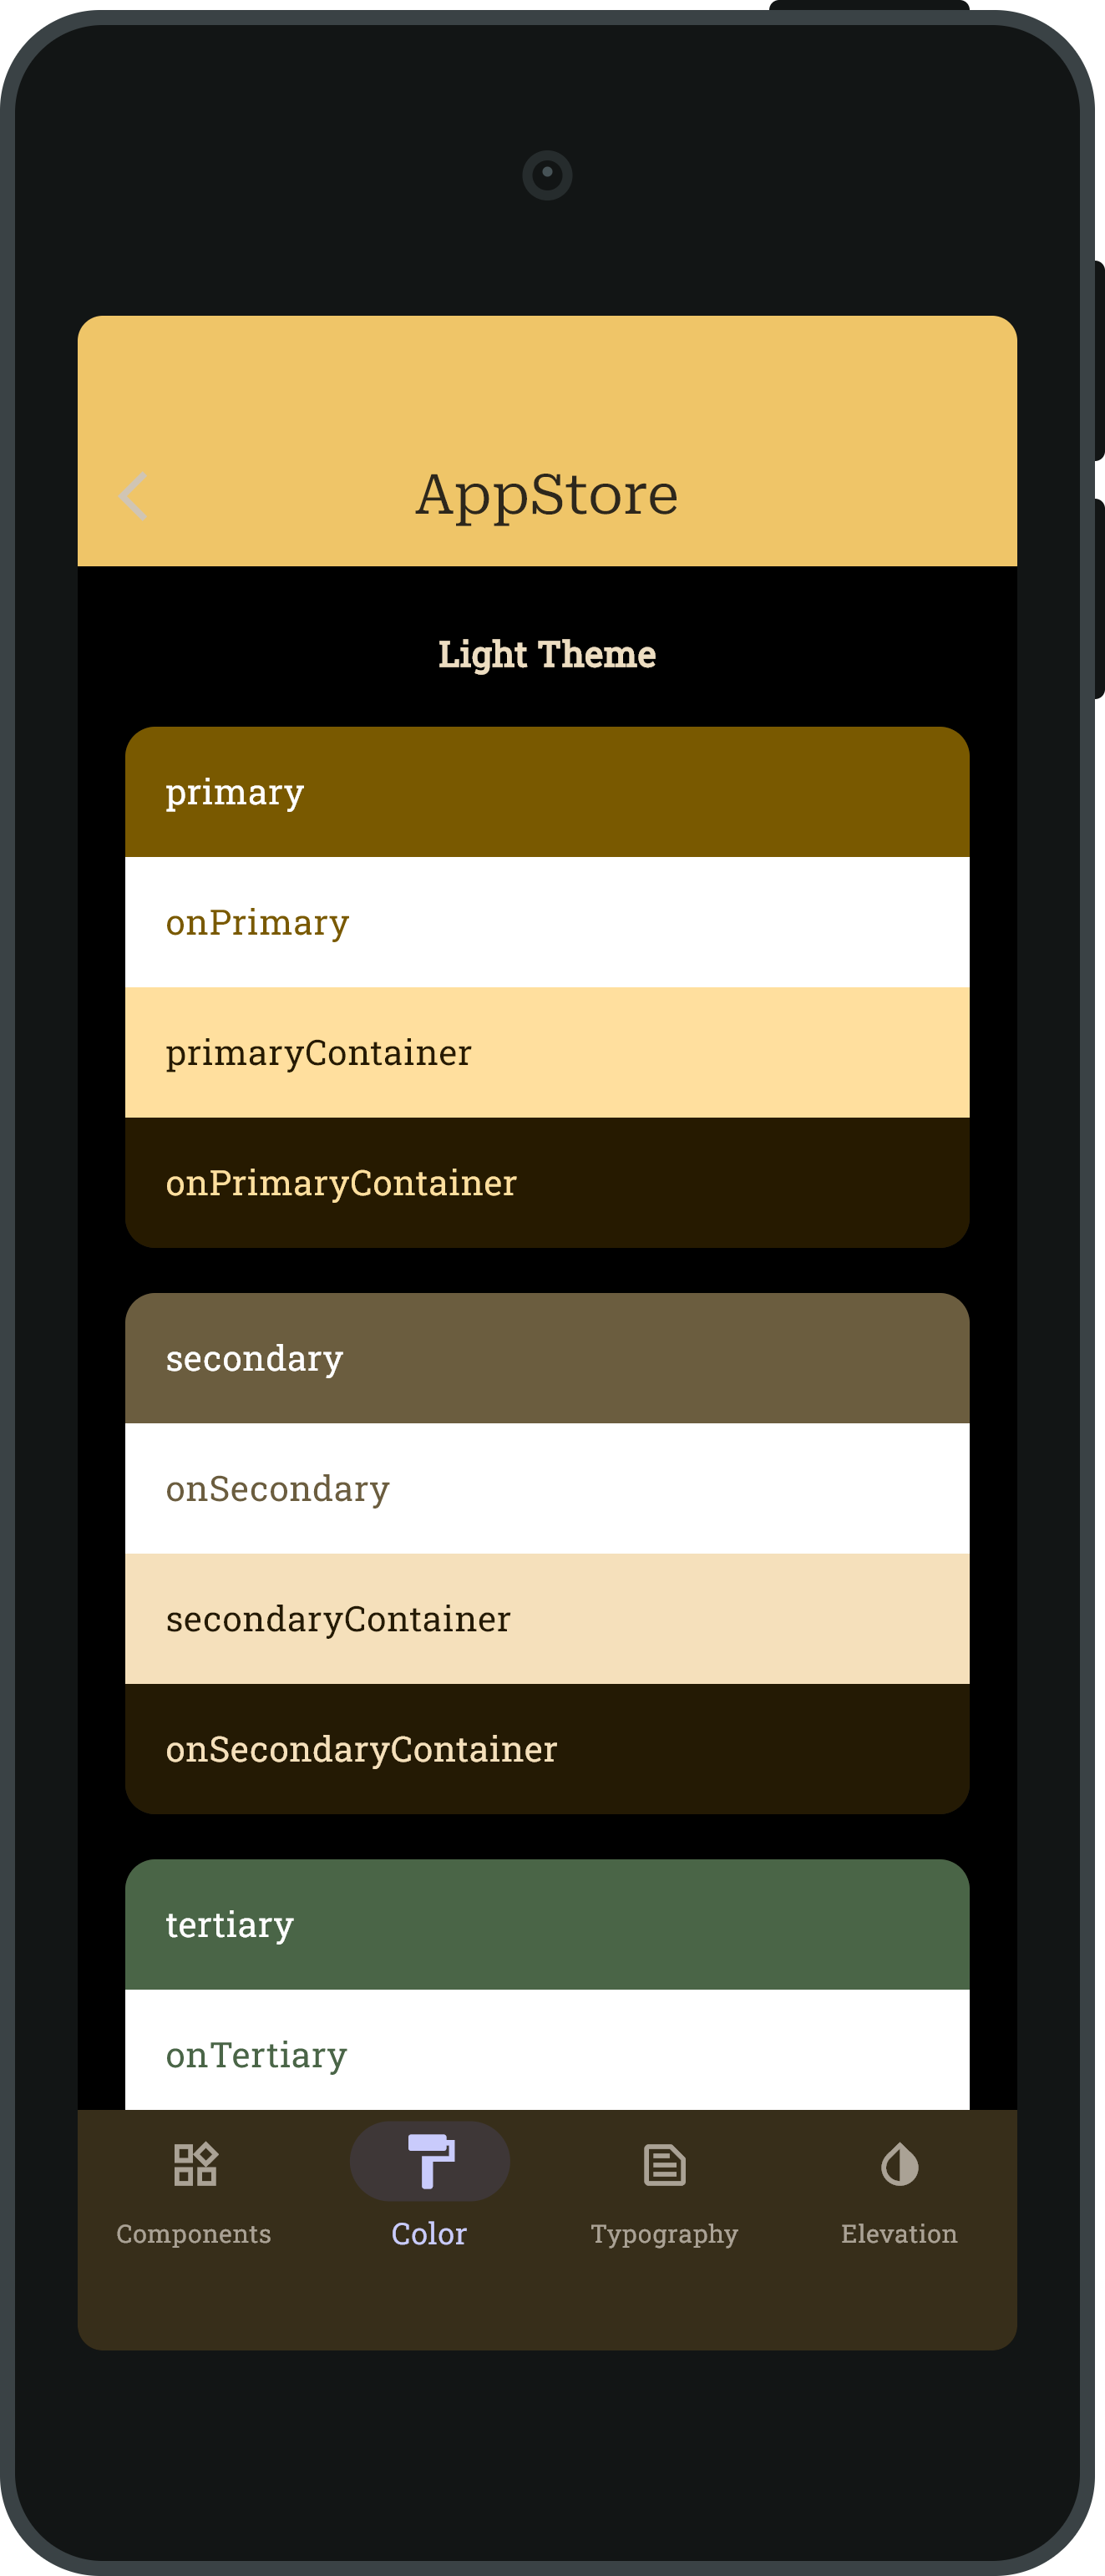 AppStore
Light Theme
primary
onPrimary
primaryContainer
onPrimaryContainer
secondary
onSecondary
secondaryContainer
onSecondaryContainer
tertiary
onTertiary
Components Color Typography Elevation